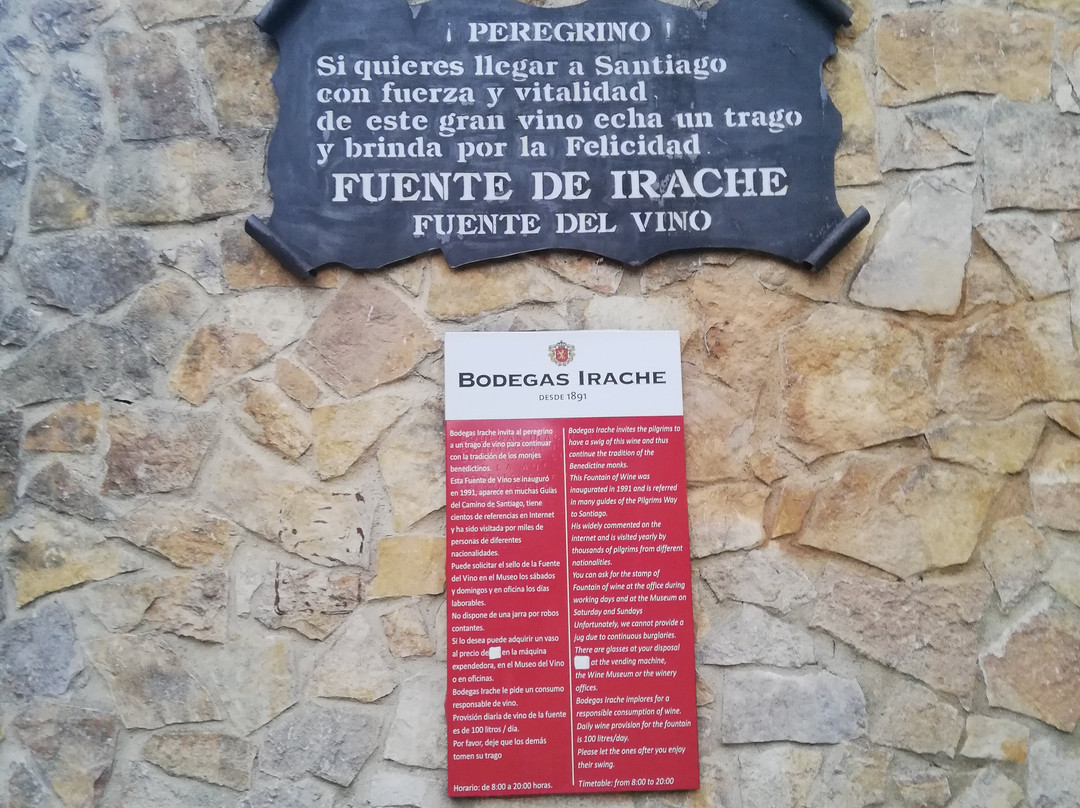 ¡ PEREGRINO !
Si quieres llegar a Santiago
con fuerza y vitalidad,
de este gran vino echa un trago
y brinda por la Felicidad.
FUENTE DE IRACHE
FUENTE DEL VINO
BODEGAS IRACHE
DESDE 1891
Bodegas Irache invita al peregrino
a un trago de vino para continuar
con la tradición de los monjes
benedictinos.
Esta Fuente de Vino se inauguró
en 1991, aparece en muchas Guías
del Camino de Santiago, tiene
cientos de referencias en Internet
y ha sido visitada por miles de
personas de diferentes
nacionalidades.
Puede solicitar el sello de la Fuente
del Vino en el Museo los sábados
y domingos y en oficina los días
laborables.
No dispone de una jarra por robos
contantes.
Si lo desea puede adquirir un vaso
al precio de en la máquina
expendedora, en el Museo del Vino
o en oficinas.
Bodegas Irache le pide un consumo
responsable de vino.
Provisión diaria de vino de la fuente
es de 100 litros / día.
Por favor, deje que los demás
tomen su trago
Horario: de 8:00 a 20:00 horas.
Bodegas Irache invites the pilgrims to
have a swig of this wine and thus
continue the tradition of the
Benedictine monks.
This Fountain of Wine was
inaugurated in 1991 and is referred
in many guides of the Pilgrims Way
to Santiago.
His widely commented on the
internet and is visited yearly by
thousands of pilgrims from different
nationalities.
You can ask for the stamp of
Fountain of wine at the office during
working days and at the Museum on
Saturday and Sundays
Unfortunately, we cannot provide a
jug due to continuous burglaries.
There are glasses at your disposal
at the vending machine,
the Wine Museum or the winery
offices.
Bodegas Irache implores for a
responsible consumption of wine.
Daily wine provision for the fountain
is 100 litres/day.
Please let the ones after you enjoy
their swing.
Timetable: from 8:00 to 20:00